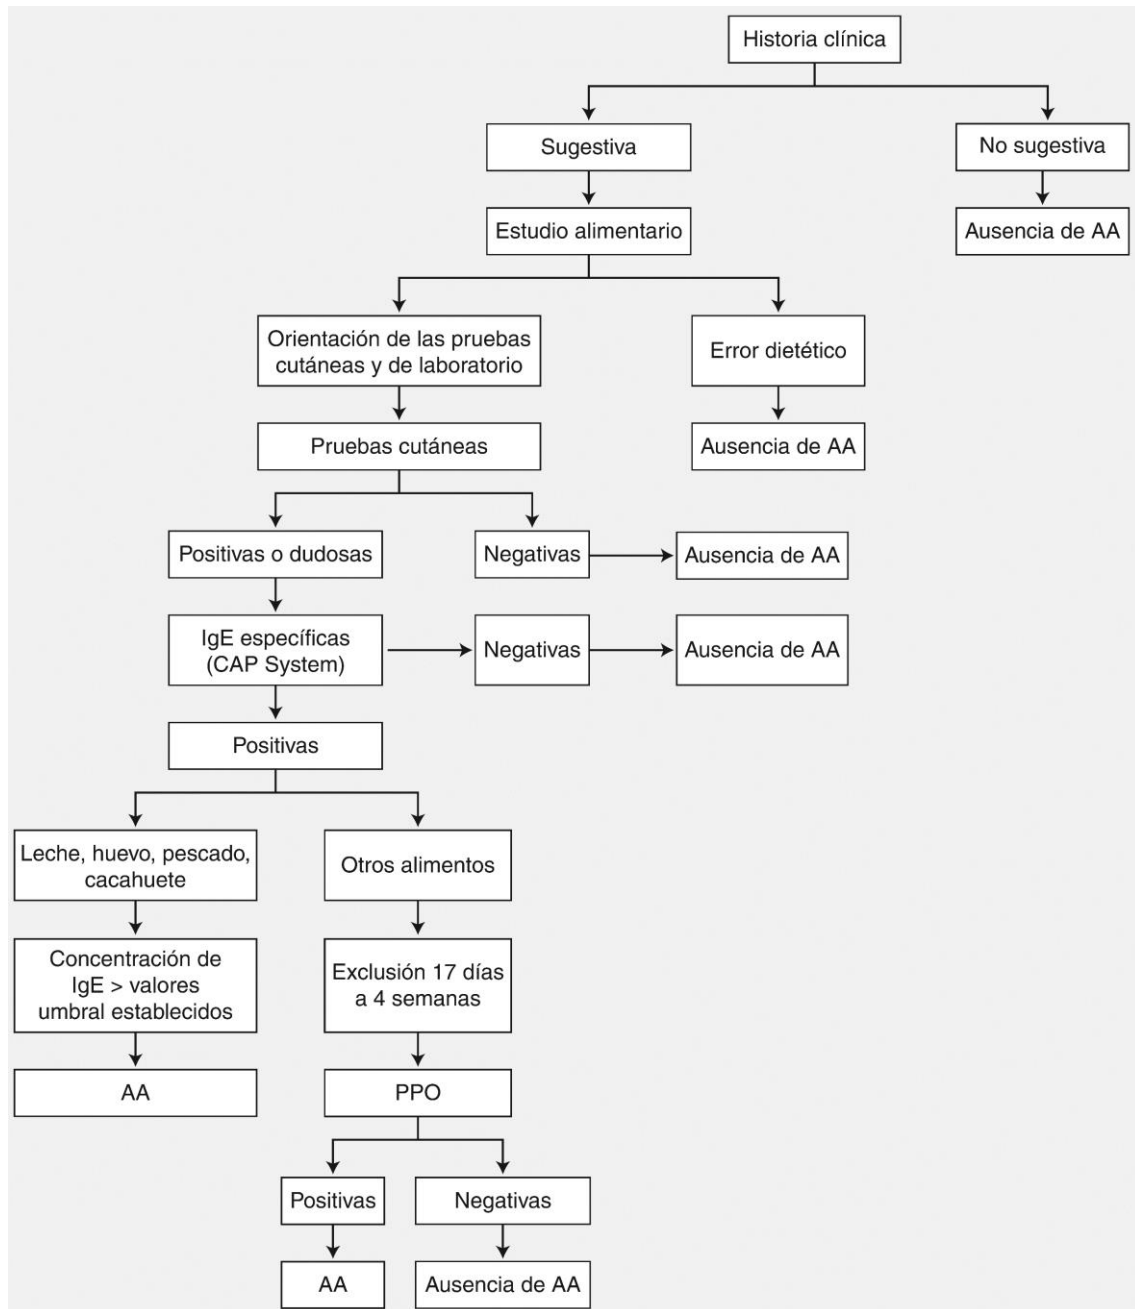 Historia clínica
Sugestiva
No sugestiva
Estudio alimentario
Ausencia de AA
Orientación de las pruebas
cutáneas y de laboratorio
Error dietético
Pruebas cutáneas
Ausencia de AA
Positivas o dudosas
Negativas
Ausencia de AA
IgE específicas
(CAP System)
Negativas
Ausencia de AA
Positivas
Leche, huevo, pescado,
cacahuete
Otros alimentos
Concentración de
IgE > valores
umbral establecidos
Exclusión 17 días
a 4 semanas
AA
PPO
Positivas
Negativas
AA
Ausencia de AA